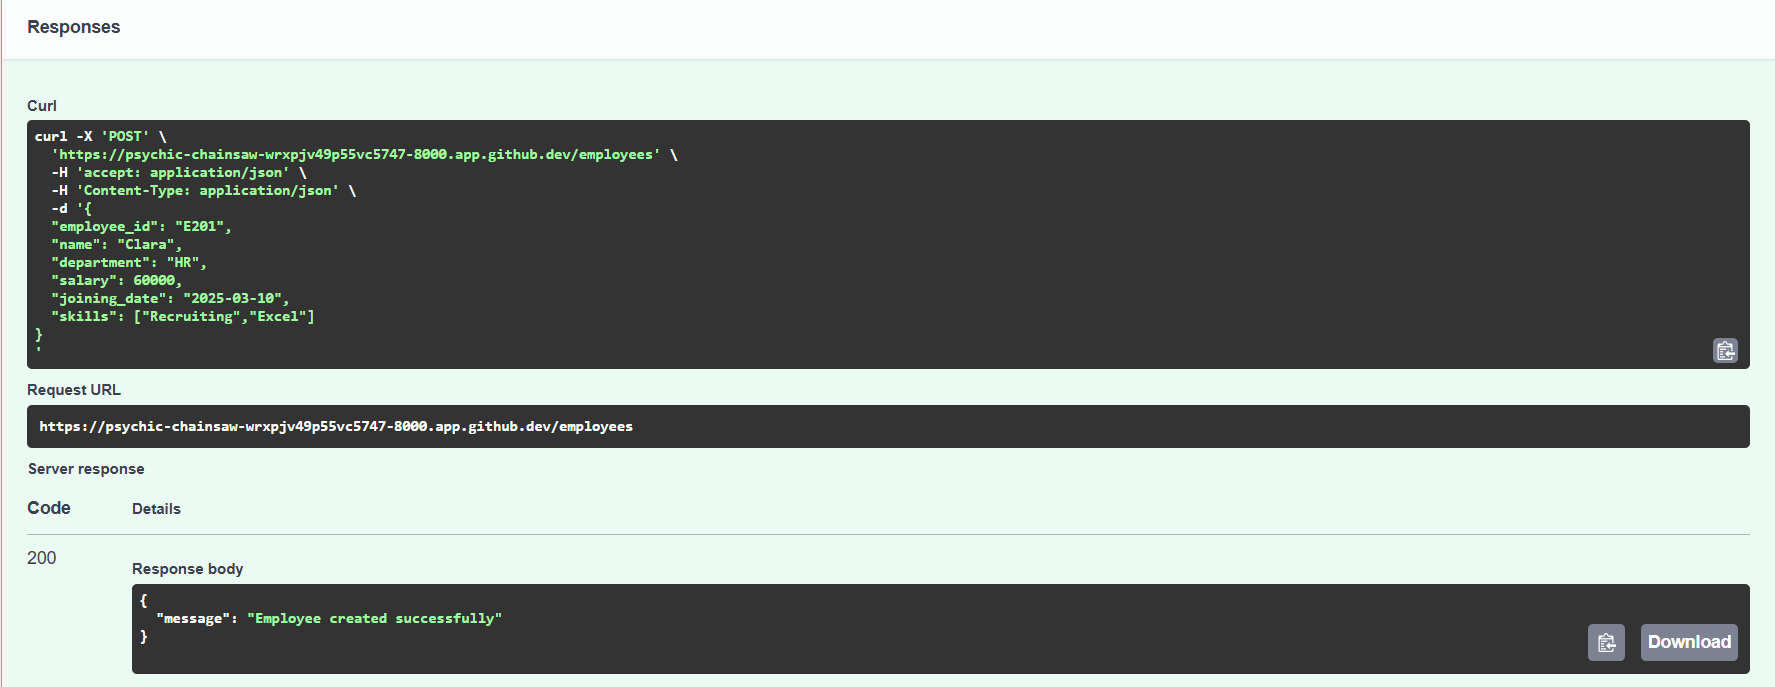 Responses
Curl
curl -X 'POST' \
  'https://psychic-chainsaw-wrxpjv49p55vc5747-8000.app.github.dev/employees' \
  -H 'accept: application/json' \
  -H 'Content-Type: application/json' \
  -d '{
  "employee_id": "E201",
  "name": "Clara",
  "department": "HR",
  "salary": 60000,
  "joining_date": "2025-03-10",
  "skills": ["Recruiting","Excel"]
}
'
Request URL
https://psychic-chainsaw-wrxpjv49p55vc5747-8000.app.github.dev/employees
Server response
Code Details
200
Response body
{
  "message": "Employee created successfully"
}
Download